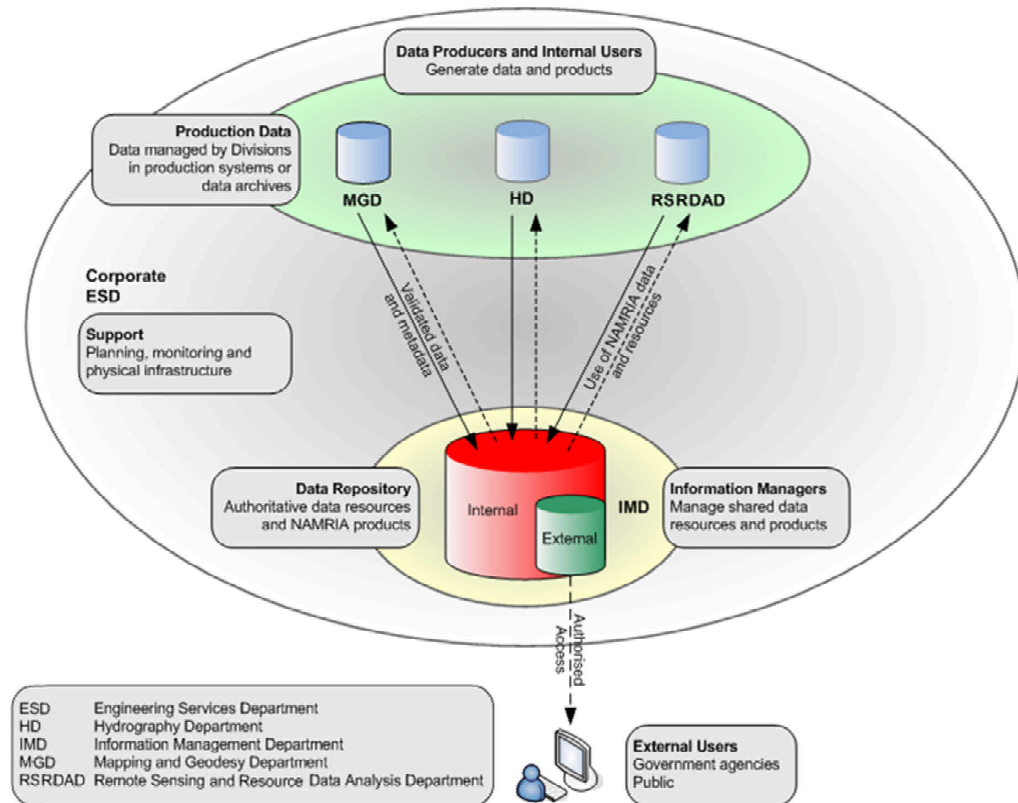 Data Producers and Internal Users
Generate data and products
Production Data
Data managed by Divisions
in production systems or
data archives
MGD
HD
RSRDAD
Corporate
ESD
Support
Planning, monitoring and
physical infrastructure
Validated data
and metadata
Use of NAMRIA data
and resources
Data Repository
Authoritative data resources
and NAMRIA products
Internal
External
IMD
Information Managers
Manage shared data
resources and products
Authorised
Access
ESD Engineering Services Department
HD Hydrography Department
IMD Information Management Department
MGD Mapping and Geodesy Department
RSRDAD Remote Sensing and Resource Data Analysis Department
External Users
Government agencies
Public